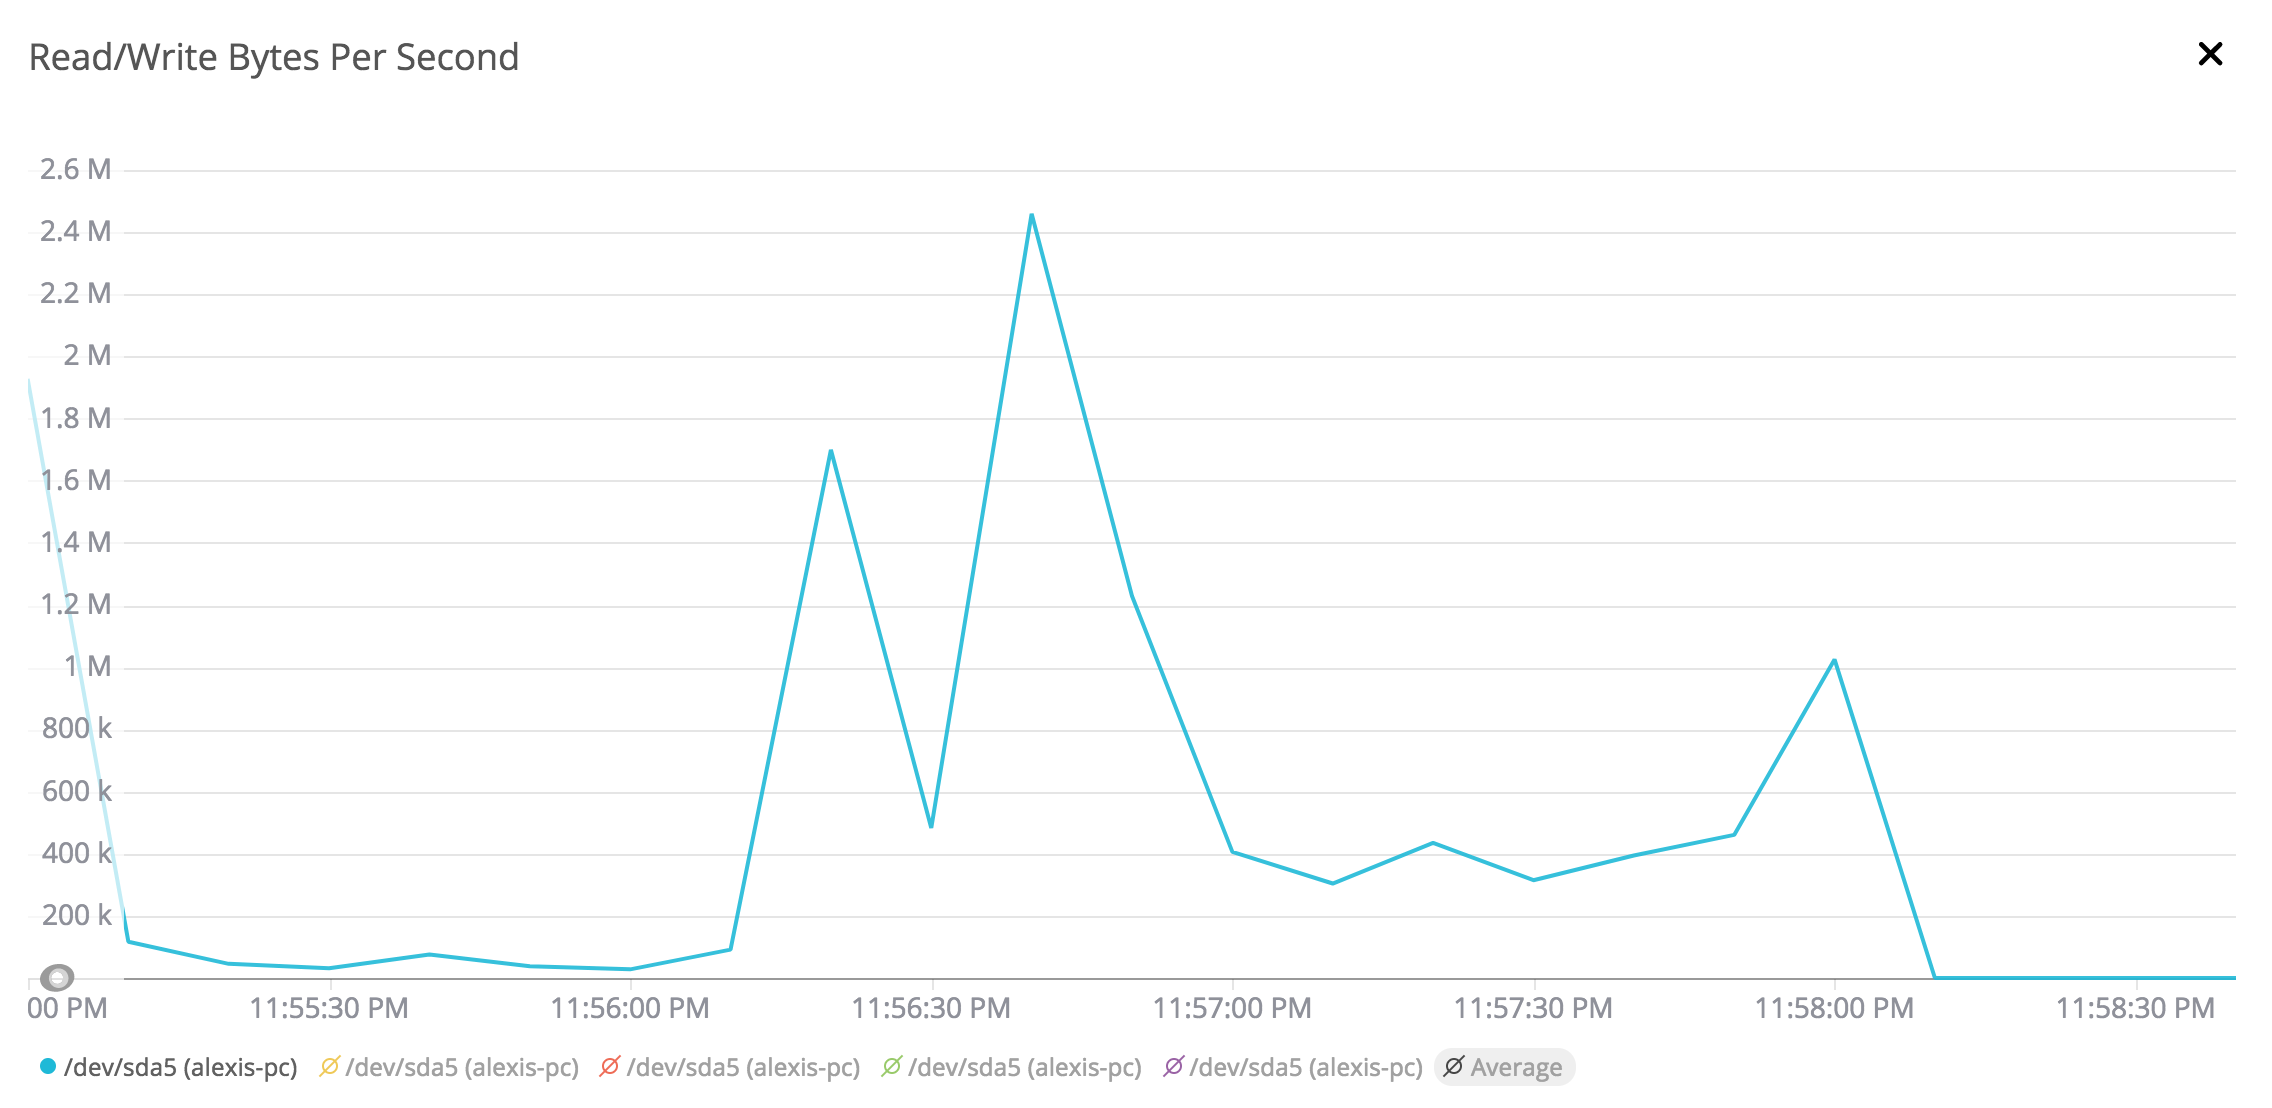 Read/Write Bytes Per Second
2.6 M
2.4 M
2.2 M
2 M
1.8 M
1.6 M
1.4 M
1.2 M
1 M
800 k
600 k
400 k
200 k
00 PM 11:55:30 PM 11:56:00 PM 11:56:30 PM 11:57:00 PM 11:57:30 PM 11:58:00 PM 11:58:30 PM
/dev/sda5 (alexis-pc) /dev/sda5 (alexis-pc) /dev/sda5 (alexis-pc) /dev/sda5 (alexis-pc) /dev/sda5 (alexis-pc) Average